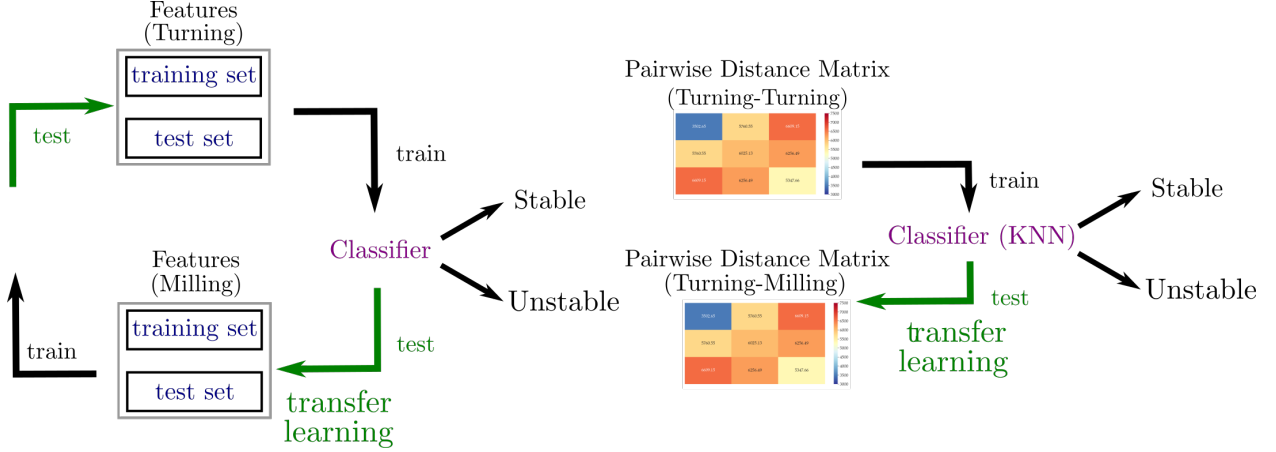 Features
(Turning)
training set
test set
test
train
Stable
Classifier
Unstable
Features
(Milling)
training set
test set
train
test
transfer
learning
Pairwise Distance Matrix
(Turning-Turning)
train
Stable
Classifier (KNN)
Unstable
Pairwise Distance Matrix
(Turning-Milling)
test
transfer
learning